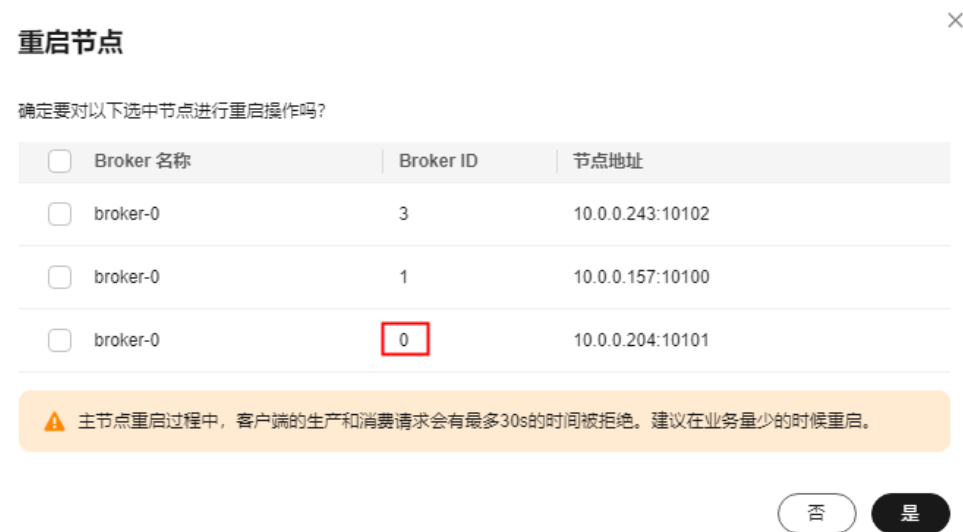 重启节点
确定要对以下选中节点进行重启操作吗?
Broker 名称 Broker ID 节点地址
broker-0 3 10.0.0.243:10102
broker-0 1 10.0.0.157:10100
broker-0 0 10.0.0.204:10101
主节点重启过程中，客户端的生产和消费请求会有最多30s的时间被拒绝。建议在业务量少的时候重启。
否 是